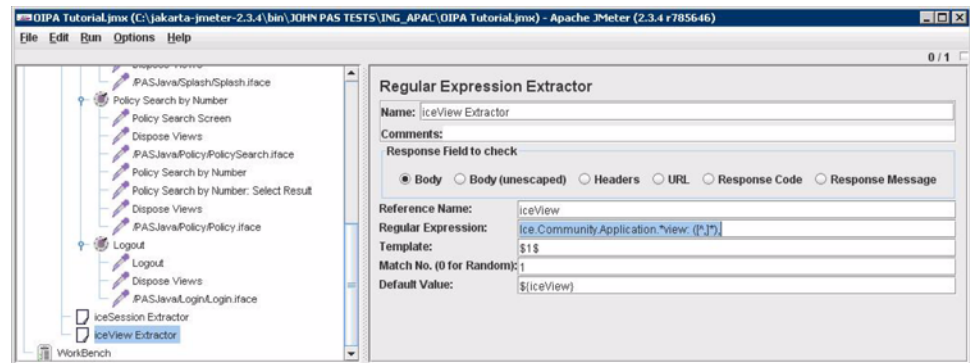 OIPA Tutorial.jmx (C:\jakarta-jmeter-2.3.4\bin\JOHN PAS TESTS\ING_APAC\OIPA Tutorial.jmx) - Apache JMeter (2.3.4 r785646)
File Edit Run Options Help
0 / 1
Dispose Views
/PASJava/Splash/Splash.iface
Policy Search by Number
Policy Search Screen
Dispose Views
/PASJava/Policy/PolicySearch.iface
Policy Search by Number
Policy Search by Number: Select Result
Dispose Views
/PASJava/Policy/Policy.iface
Logout
Logout
Dispose Views
/PASJava/Login/Login.iface
iceSession Extractor
iceView Extractor
WorkBench
Regular Expression Extractor
Name: iceView Extractor
Comments:
Response Field to check
Body Body (unescaped) Headers URL Response Code Response Message
Reference Name: iceView
Regular Expression: Ice.Community.Application.*view: ([^,]*),
Template: $1$
Match No. (0 for Random): 1
Default Value: ${iceView}